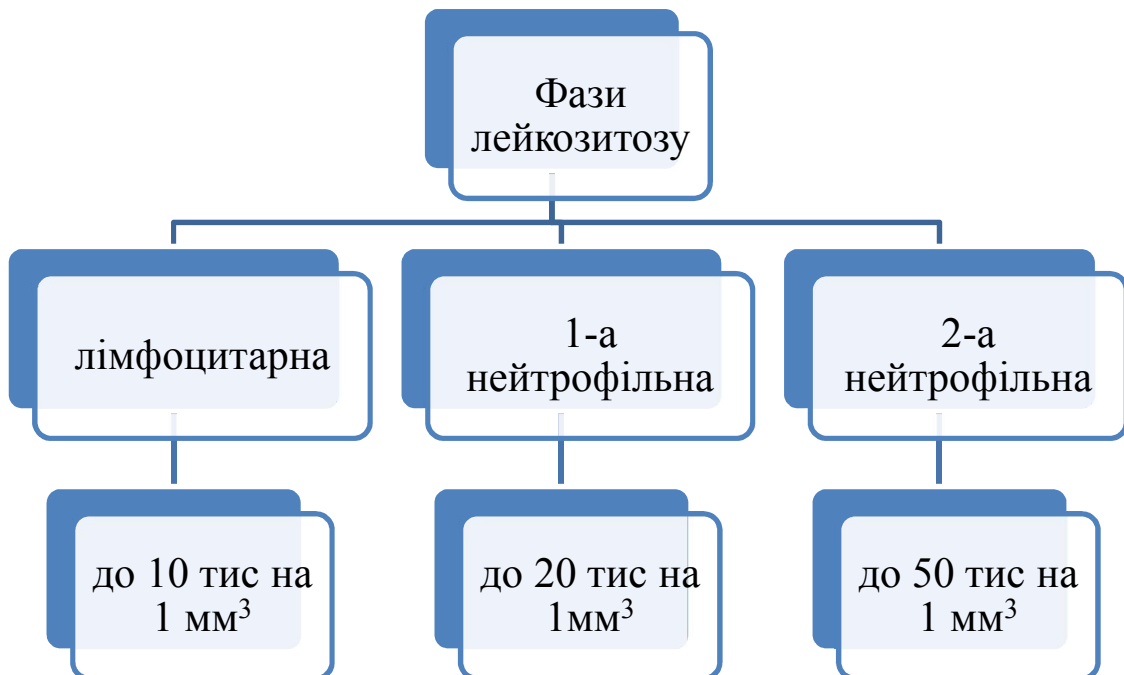 Фази
лейкозитозу
лімфоцитарна
1-а
нейтрофільна
2-а
нейтрофільна
до 10 тис на
1 мм³
до 20 тис на
1мм³
до 50 тис на
1 мм³